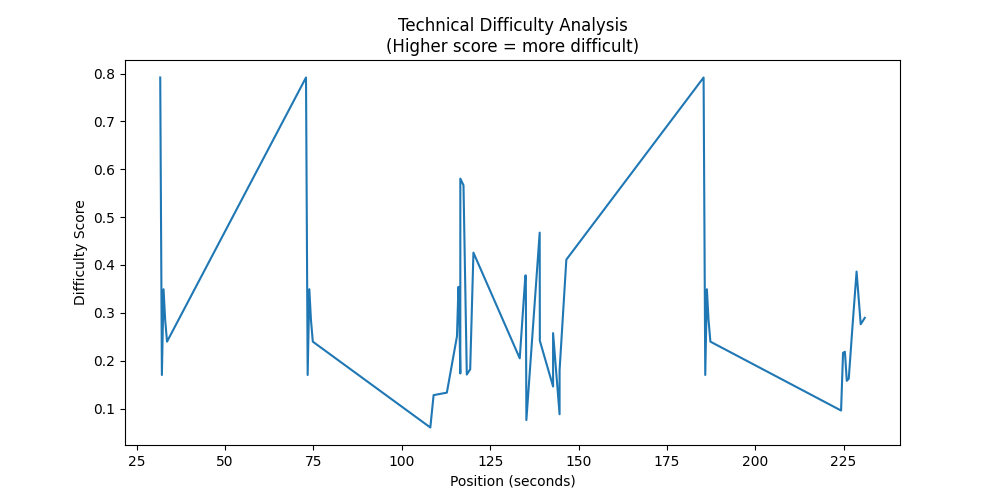 Technical Difficulty Analysis
(Higher score = more difficult)
0.8
0.7
0.6
0.5
0.4
0.3
0.2
0.1
Difficulty Score
25 50 75 100 125 150 175 200 225
Position (seconds)